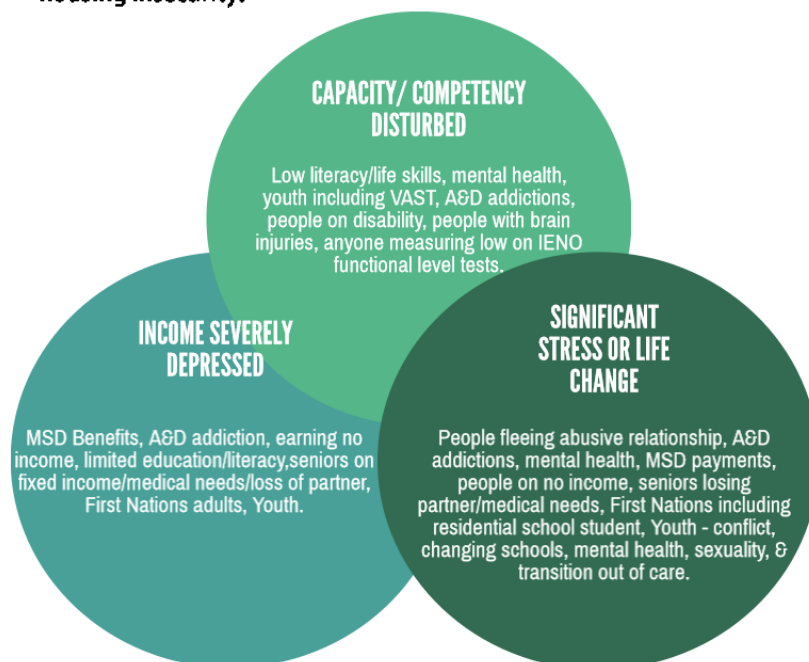 housing insecurity.
CAPACITY/ COMPETENCY
DISTURBED
Low literacy/life skills, mental health,
youth including VAST, A&D addictions,
people on disability, people with brain
injuries, anyone measuring low on IENO
functional level tests.
INCOME SEVERELY
DEPRESSED
MSD Benefits, A&D addiction, earning no
income, limited education/literacy,seniors on
fixed income/medical needs/loss of partner,
First Nations adults, Youth.
SIGNIFICANT
STRESS OR LIFE
CHANGE
People fleeing abusive relationship, A&D
addictions, mental health, MSD payments,
people on no income, seniors losing
partner/medical needs, First Nations including
residential school student, Youth - conflict,
changing schools, mental health, sexuality, &
transition out of care.